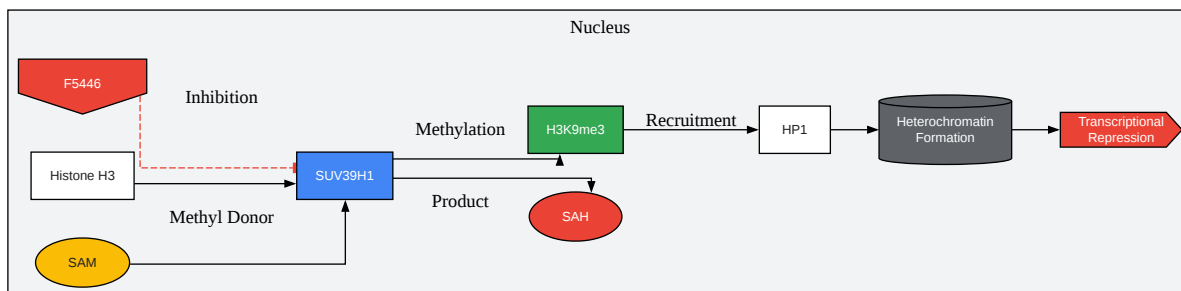 Nucleus
F5446
Inhibition
Methylation
H3K9me3
Recruitment
HP1
Heterochromatin
Formation
Transcriptional
Repression
Histone H3
SUV39H1
Methyl Donor
Product
SAH
SAM